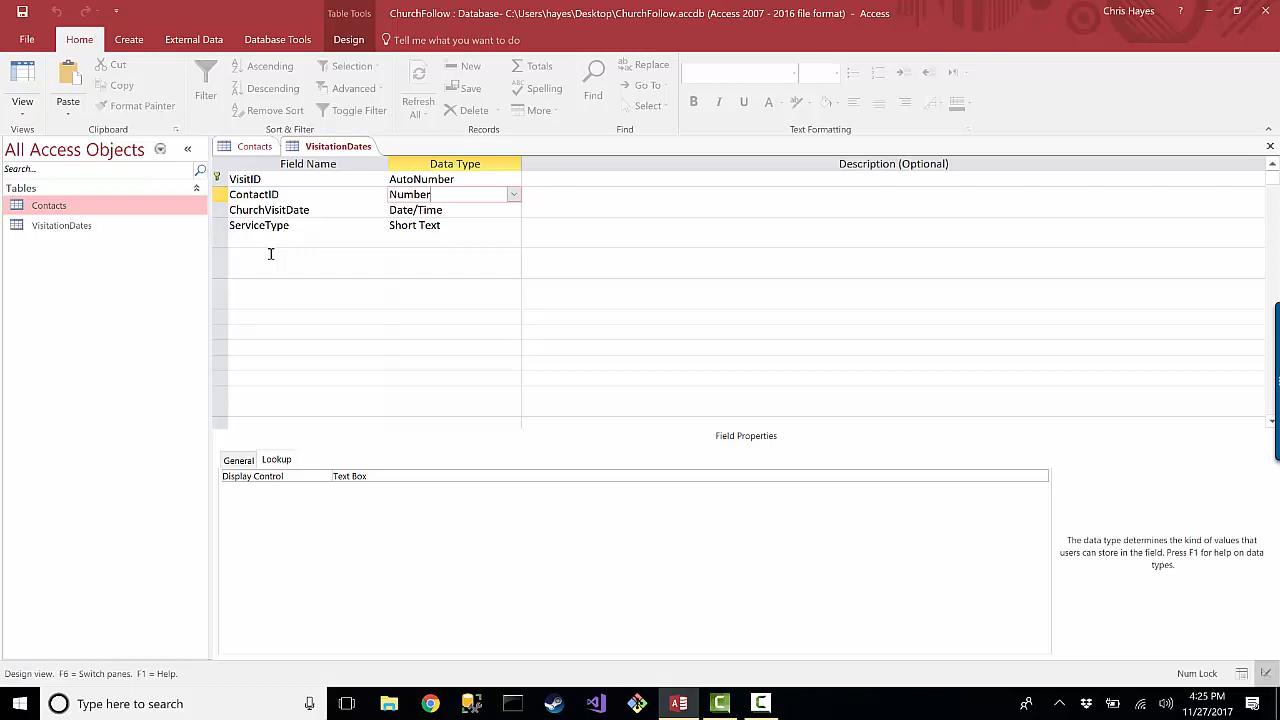 Table Tools
ChurchFollow : Database- C:\Users\hayes\Desktop\ChurchFollow.accdb (Access 2007 - 2016 file format) - Access
Chris Hayes
?
File
Home
Create
External Data
Database Tools
Design
Tell me what you want to do
View
Views
Paste
Cut
Copy
Format Painter
Clipboard
Filter
Ascending
Descending
Remove Sort
Selection
Advanced
Toggle Filter
Sort & Filter
Refresh
All
New
Save
Delete
Totals
Spelling
More
Records
Find
Replace
Go To
Select
Find
B I U A
Text Formatting
All Access Objects
Search...
Tables
Contacts
VisitationDates
Contacts
VisitationDates
Field Name
Data Type
Description (Optional)
VisitID
AutoNumber
ContactID
Number
ChurchVisitDate
Date/Time
ServiceType
Short Text
Field Properties
General
Lookup
Display Control
Text Box
The data type determines the kind of values that
users can store in the field. Press F1 for help on data
types.
Design view. F6 = Switch panes. F1 = Help.
Num Lock
Type here to search
4:25 PM
11/27/2017